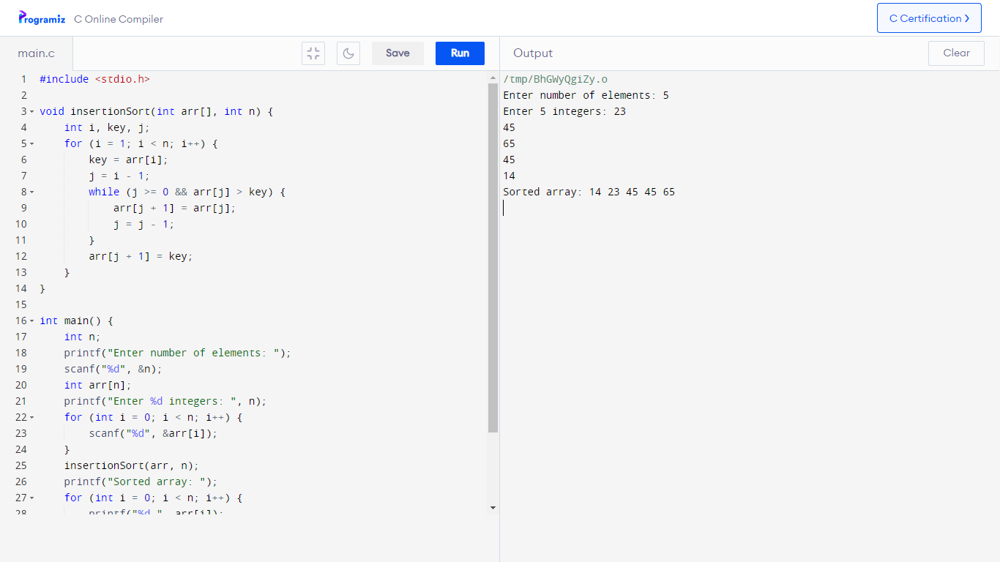 Programiz C Online Compiler
C Certification
main.c
Save
Run
Output
Clear
1 #include <stdio.h>
2
3 void insertionSort(int arr[], int n) {
4     int i, key, j;
5     for (i = 1; i < n; i++) {
6         key = arr[i];
7         j = i - 1;
8         while (j >= 0 && arr[j] > key) {
9             arr[j + 1] = arr[j];
10             j = j - 1;
11         }
12         arr[j + 1] = key;
13     }
14 }
15
16 int main() {
17     int n;
18     printf("Enter number of elements: ");
19     scanf("%d", &n);
20     int arr[n];
21     printf("Enter %d integers: ", n);
22     for (int i = 0; i < n; i++) {
23         scanf("%d", &arr[i]);
24     }
25     insertionSort(arr, n);
26     printf("Sorted array: ");
27     for (int i = 0; i < n; i++) {
28         printf("%d ", arr[i]);
/tmp/BhGWyQgiZy.o
Enter number of elements: 5
Enter 5 integers: 23
45
65
45
14
Sorted array: 14 23 45 45 65